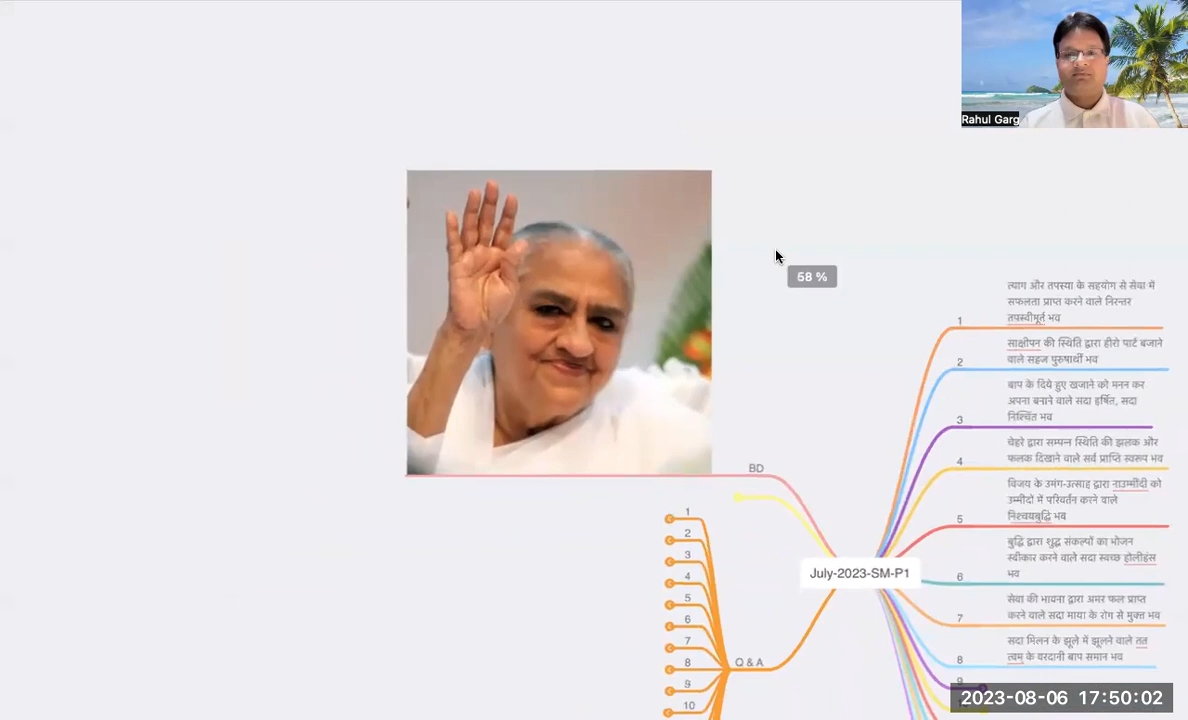 Rahul Garg
58 %
त्याग और तपस्या के सहयोग से सेवा में
सफलता प्राप्त करने वाले निरन्तर
तपस्वीमूर्त भव
1
साक्षीपन की स्थिति द्वारा हीरो पार्ट बजाने
वाले सहज पुरुषार्थी भव
2
बाप के दिये हुए खजाने को मनन कर
अपना बनाने वाले सदा हर्षित, सदा
निश्चिंत भव
3
चेहरे द्वारा सम्पन्न स्थिति की झलक और
फलक दिखाने वाले सर्व प्राप्ति स्वरूप भव
4
विजय के उमंग-उत्साह द्वारा नाउम्मींदी को
उम्मीदों में परिवर्तन करने वाले
निश्चयबुद्धि भव
5
बुद्धि द्वारा शुद्ध संकल्पों का भोजन
स्वीकार करने वाले सदा स्वच्छ होलीहंस
भव
6
सेवा की भावना द्वारा अमर फल प्राप्त
करने वाले सदा माया के रोग से मुक्त भव
7
सदा मिलन के झूले में झूलने वाले तत
त्वम् के वरदानी बाप समान भव
8
9
BD
July-2023-SM-P1
Q & A
1
2
3
4
5
6
7
8
9
10
2023-08-06 17:50:02